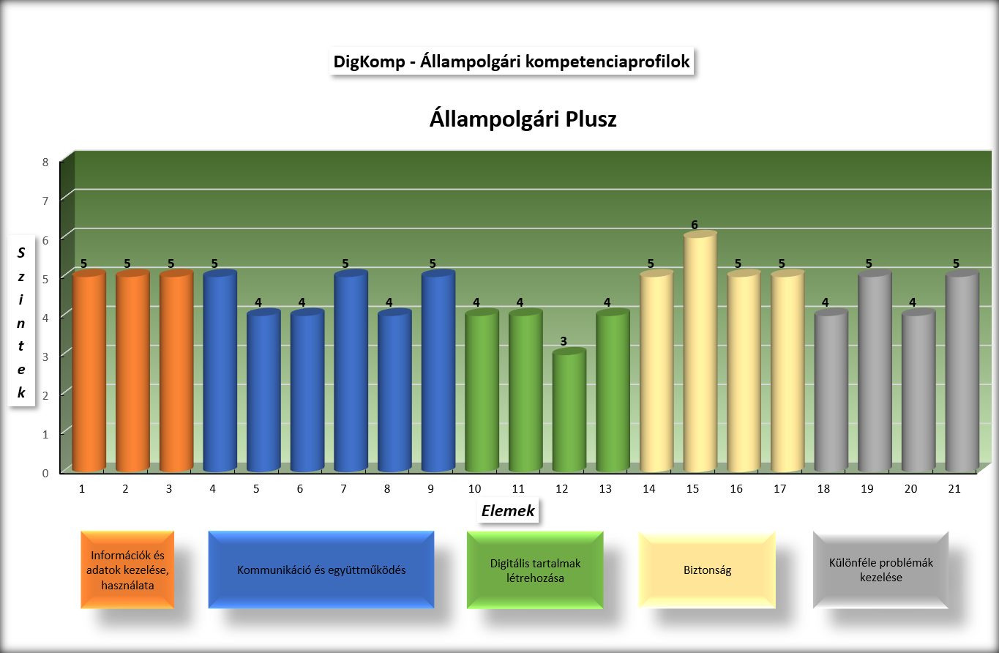 DigKomp - Állampolgári kompetenciaprofilok
Állampolgári Plusz
8
7
6
5
4
3
2
1
0
Szintek
5 5 5 5 4 4 5 4 5 4 4 3 4 5 6 5 5 4 5 4 5
1 2 3 4 5 6 7 8 9 10 11 12 13 14 15 16 17 18 19 20 21
Elemek
Információk és
adatok kezelése,
használata
Kommunikáció és együttműködés
Digitális tartalmak
létrehozása
Biztonság
Különféle problémák
kezelése